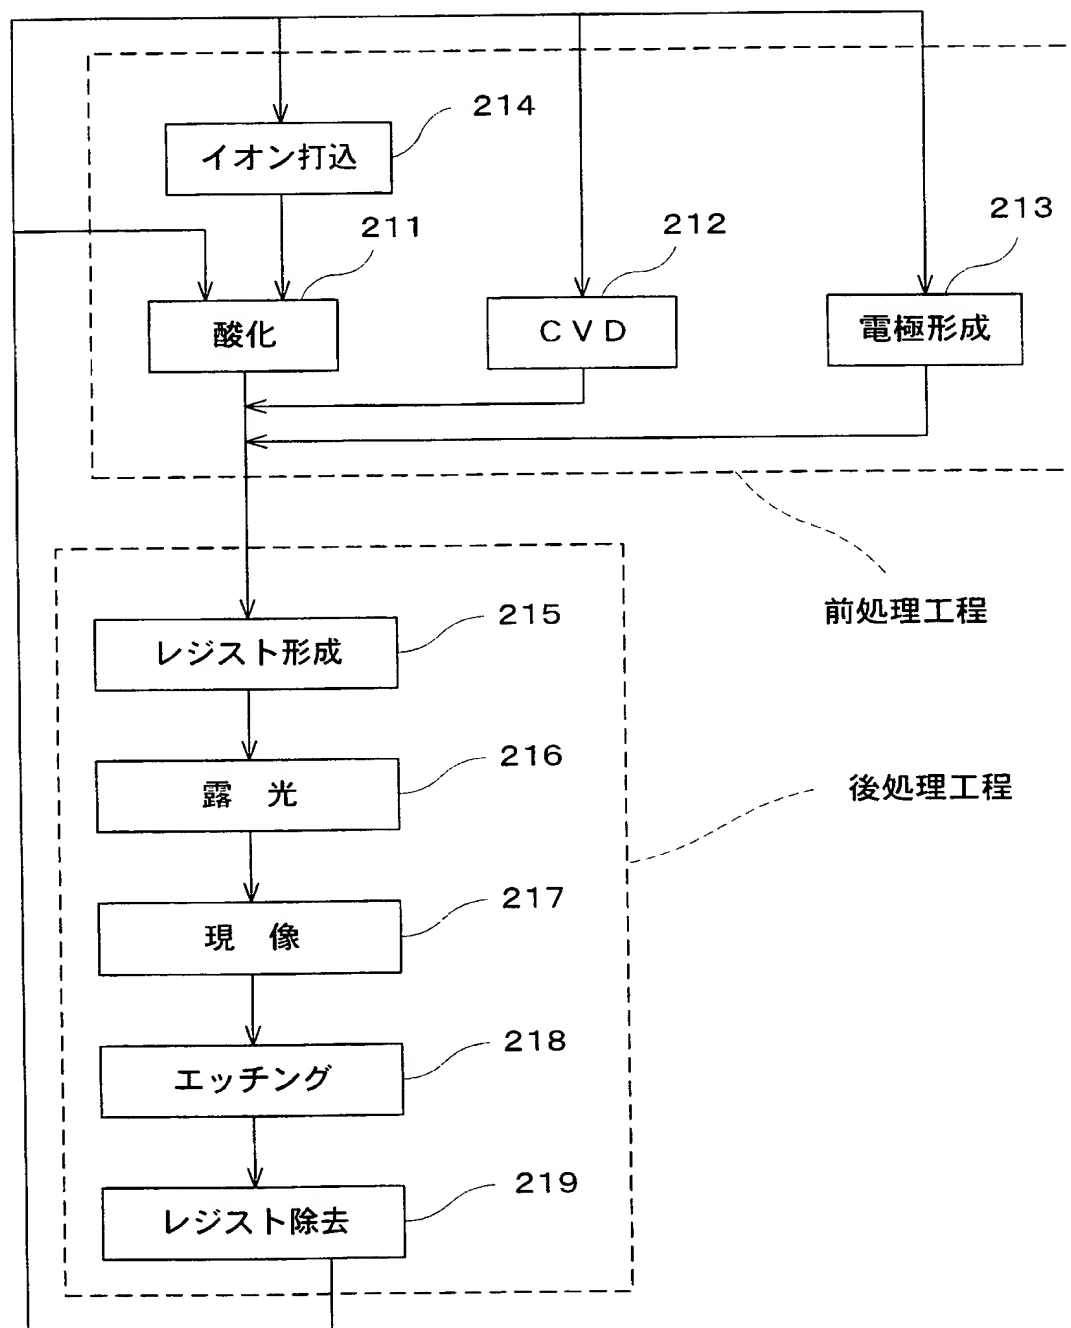 214
イオン打込
211
212
213
酸化
CVD
電極形成
前処理工程
215
レジスト形成
216
露 光
後処理工程
217
現 像
218
エッチング
219
レジスト除去